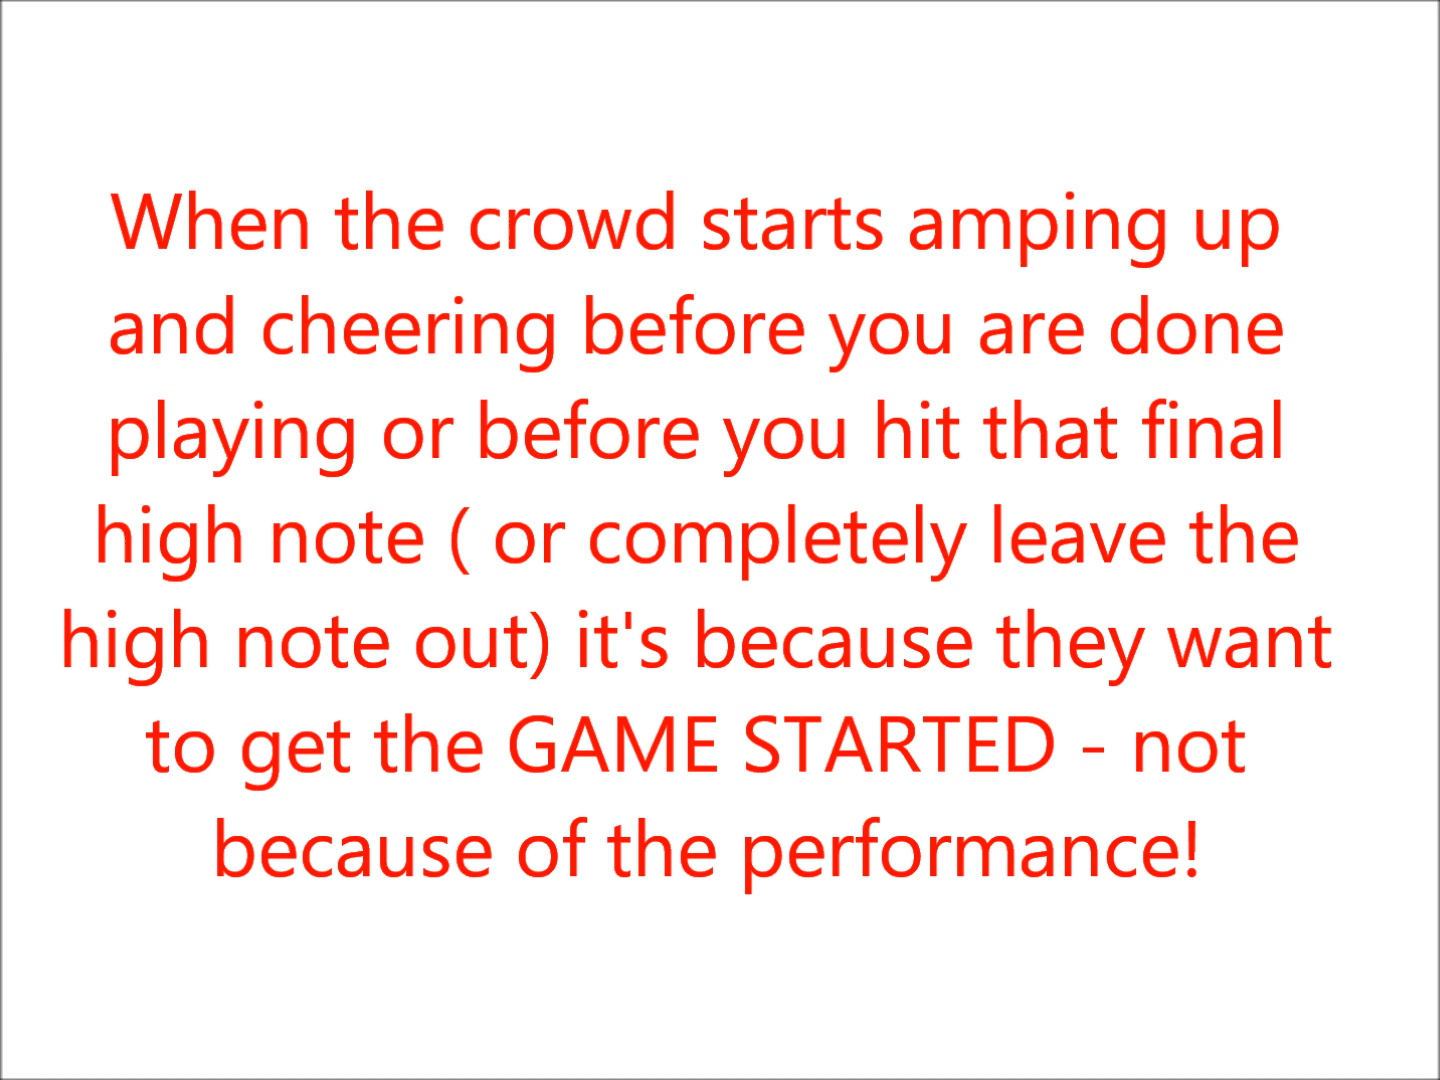 When the crowd starts amping up
and cheering before you are done
playing or before you hit that final
high note ( or completely leave the
high note out) it's because they want
to get the GAME STARTED - not
because of the performance!